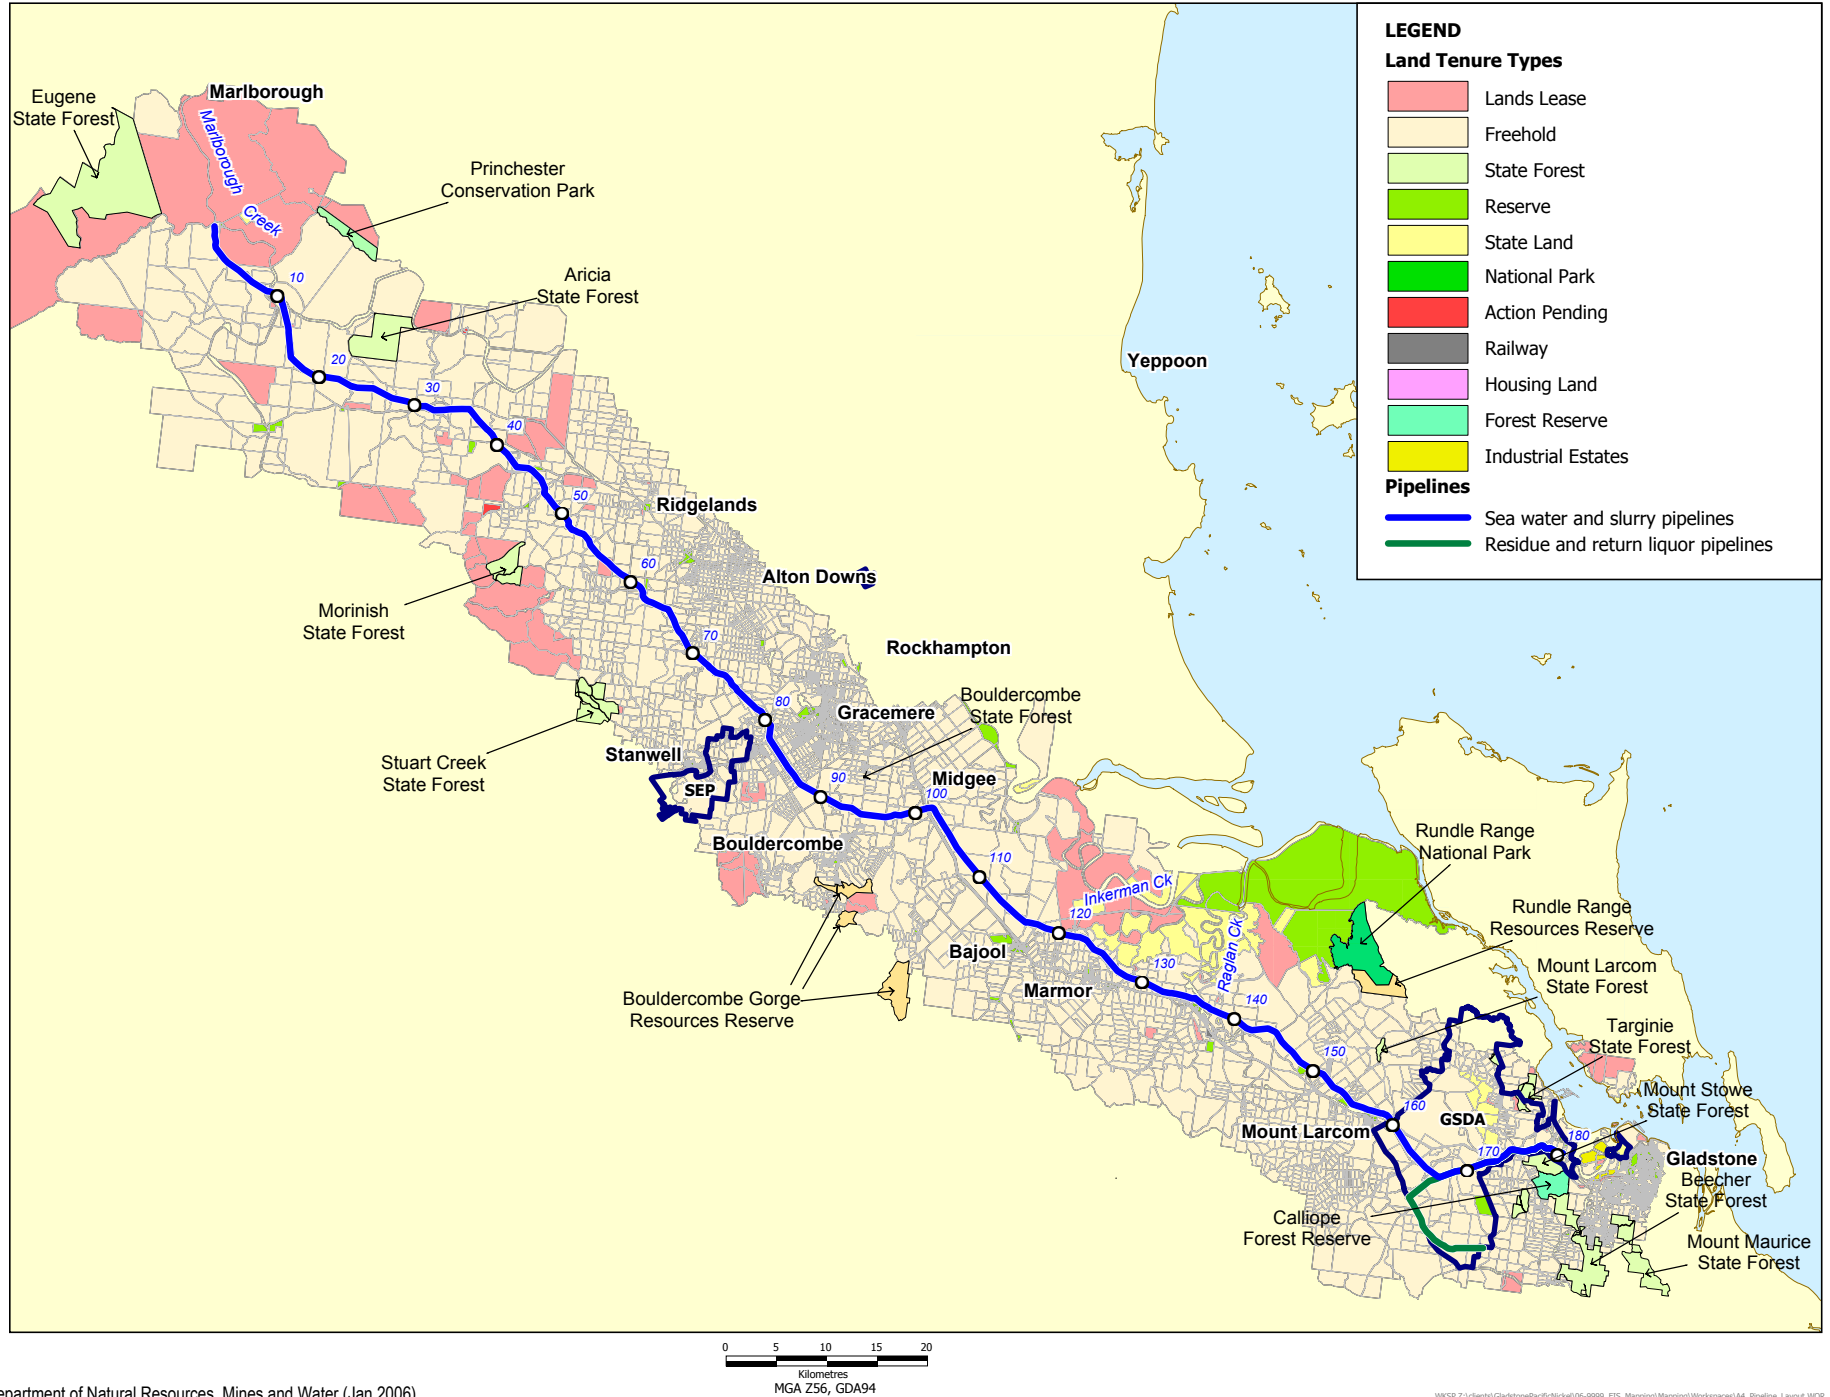 LEGEND
Land Tenure Types
Lands Lease
Freehold
State Forest
Reserve
State Land
National Park
Action Pending
Railway
Housing Land
Forest Reserve
Industrial Estates
Pipelines
Sea water and slurry pipelines
Residue and return liquor pipelines
Eugene
State Forest
Marlborough
Marlborough
Creek
Princhester
Conservation Park
Aricia
State Forest
10
20
30
40
50
60
70
80
90
100
110
120
130
140
150
160
170
180
Yeppoon
Ridgelands
Alton Downs
Morinish
State Forest
Rockhampton
Bouldercombe
State Forest
Gracemere
Stanwell
SEP
Stuart Creek
State Forest
Midgee
Bouldercombe
Inkerman Ck
Raglan Ck
Rundle Range
National Park
Rundle Range
Resources Reserve
Bajool
Marmor
Bouldercombe Gorge
Resources Reserve
Mount Larcom
State Forest
Targinie
State Forest
Mount Stowe
State Forest
GSDA
Mount Larcom
Gladstone
Beecher
State Forest
Calliope
Forest Reserve
Mount Maurice
State Forest
0 5 10 15 20
Kilometres
MGA Z56, GDA94
epartment of Natural Resources, Mines and Water (Jan 2006)